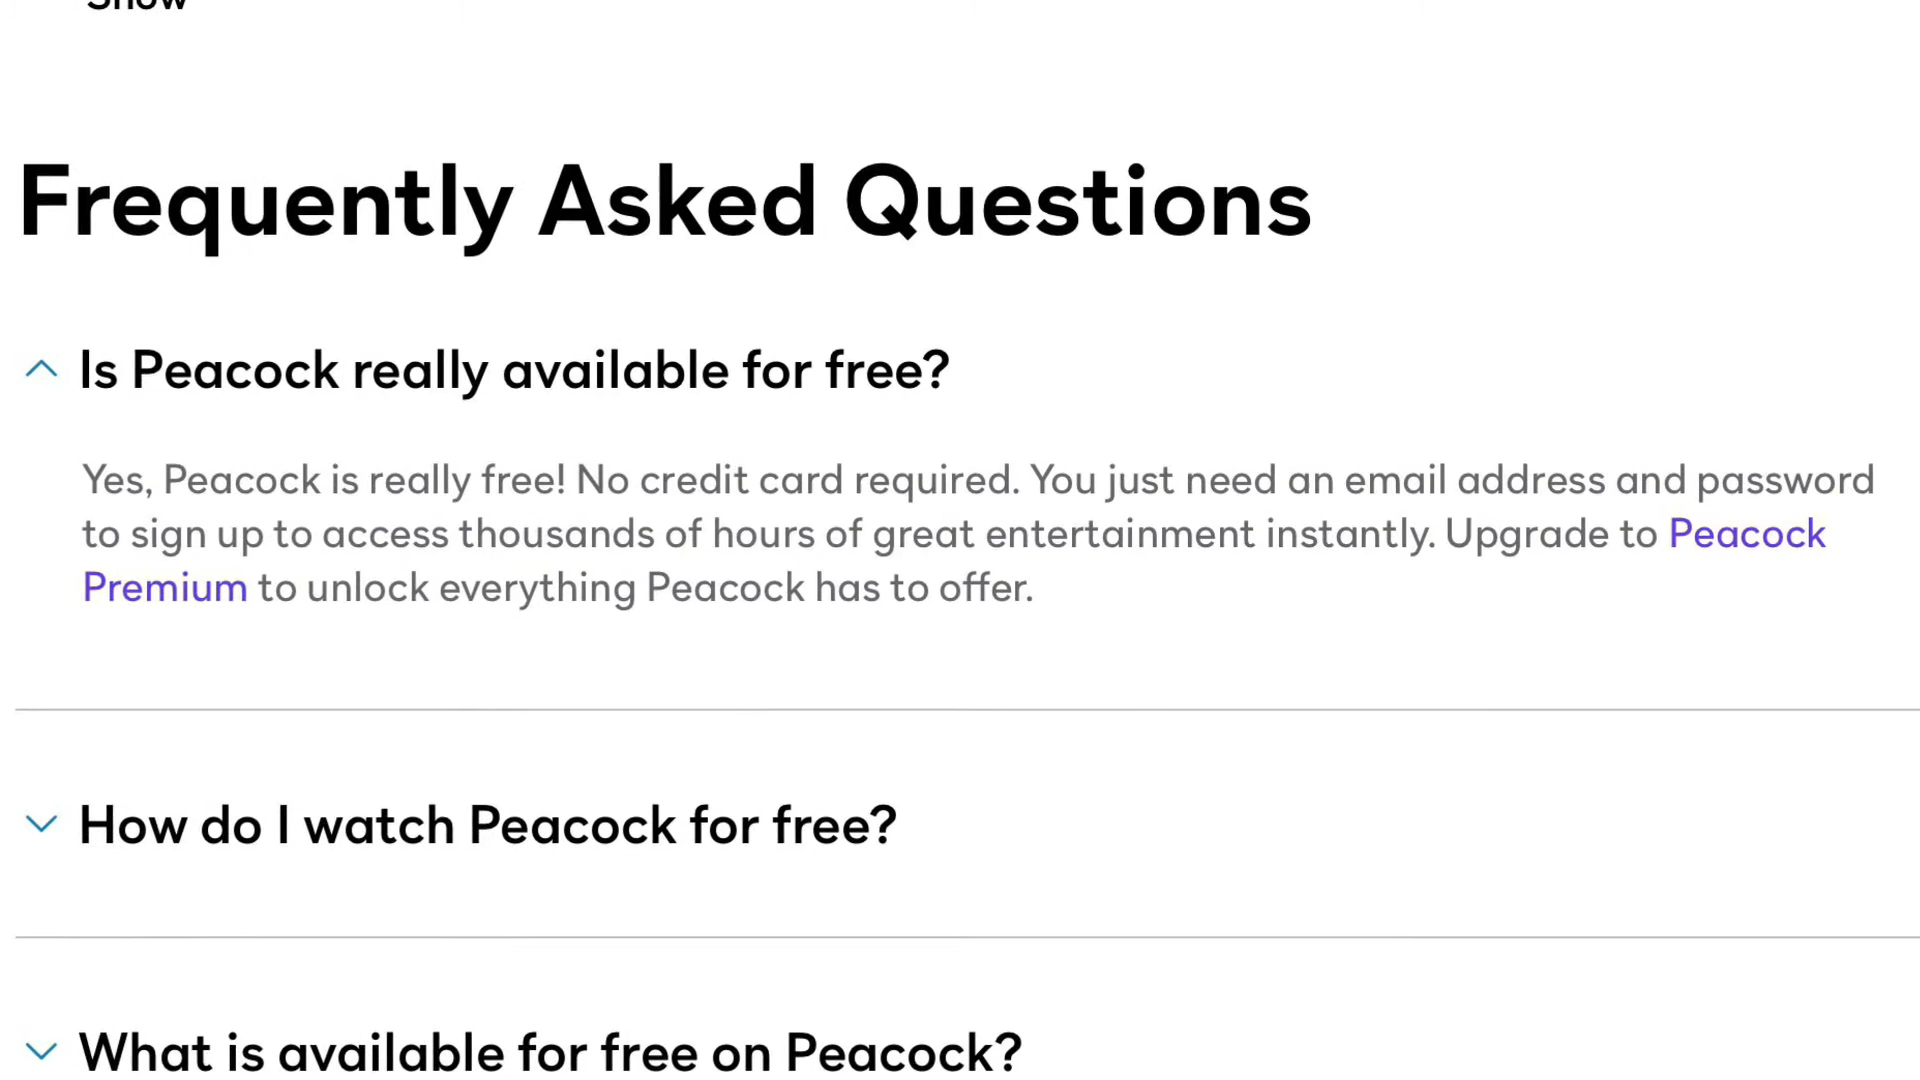 Show
Frequently Asked Questions
Is Peacock really available for free?
Yes, Peacock is really free! No credit card required. You just need an email address and password
to sign up to access thousands of hours of great entertainment instantly. Upgrade to Peacock
Premium to unlock everything Peacock has to offer.
How do I watch Peacock for free?
What is available for free on Peacock?